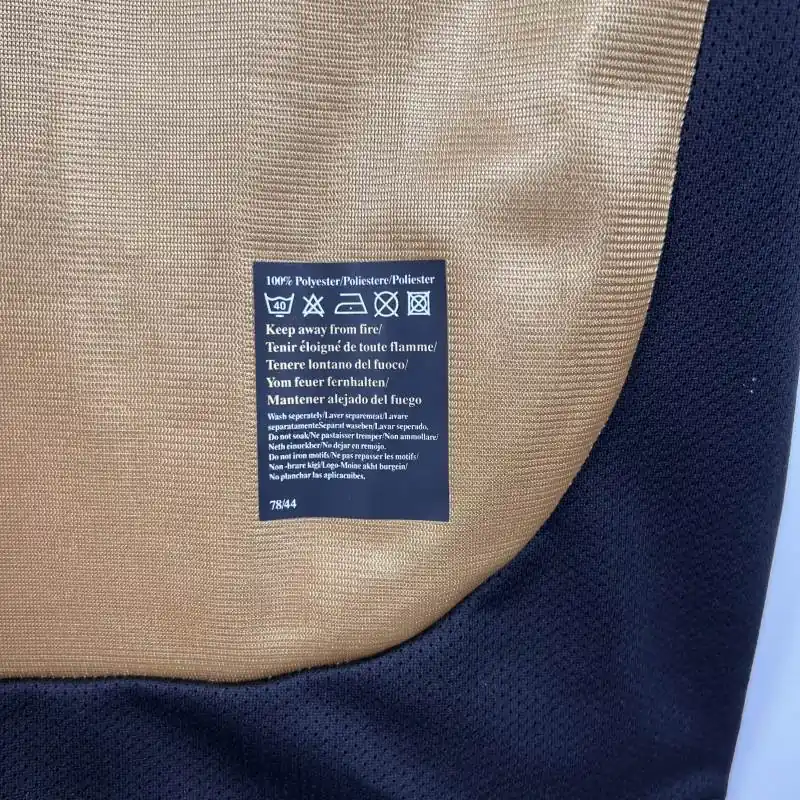 100% Polyester/Poliestere/Poliester
40
Keep away from fire/
Tenir éloigné de toute flamme/
Tenere lontano del fuoco/
Yom feuer fernhalten/
Mantener alejado del fuego
Wash seperately/Laver separemeat/Lavare
separatamenteSeparat waseben/Lavar seperado.
Do not soak/Ne pastaisser tremper/Non ammollare/
Neth einuekher/No dejar en remojo.
Do not iron motifs/Ne pas repasser les motifs/
Non -brare kigi/Logo-Moine akht burgein/
No planchar las aplicacuibes.
78/44